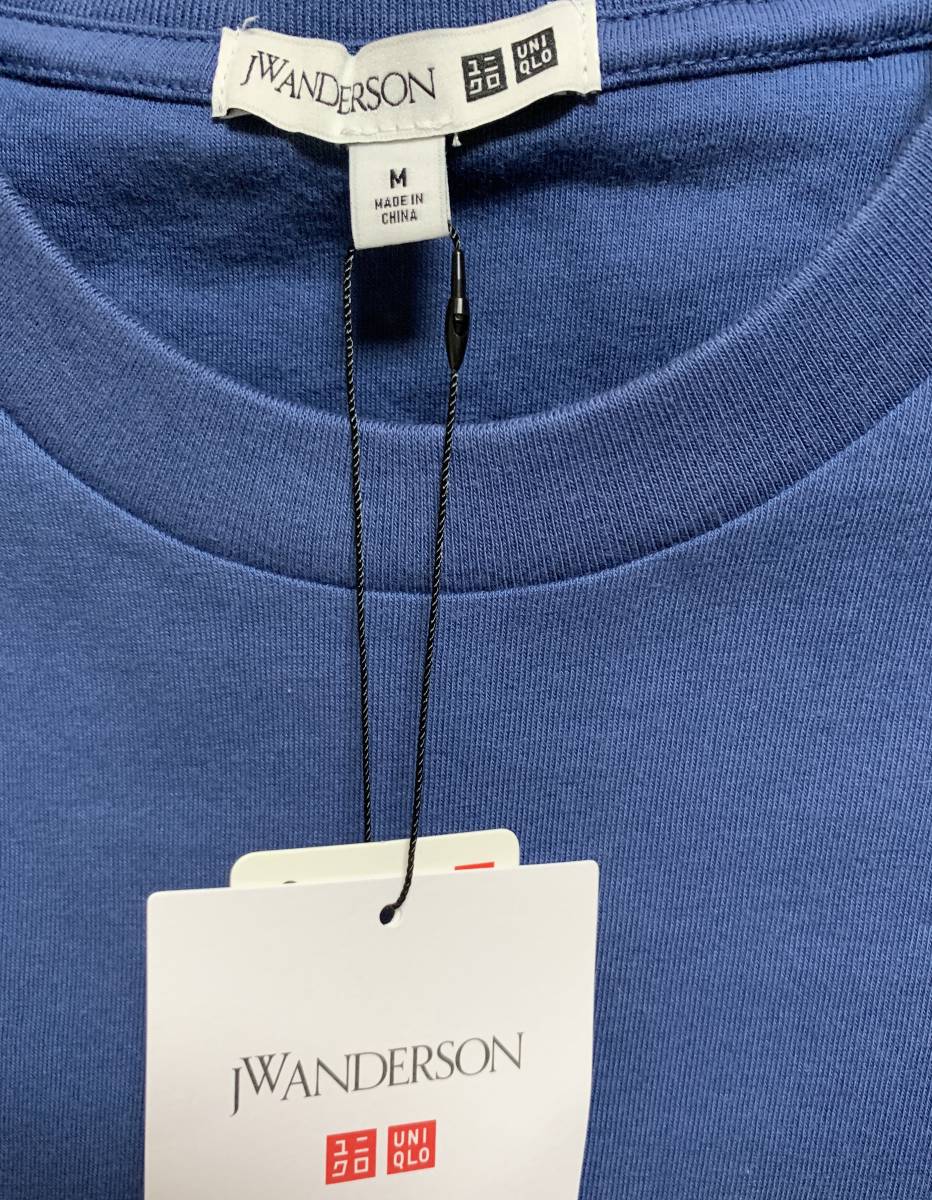 JWANDERSON
ユニ
クロ
UNI
QLO
M
MADE IN
CHINA
JWANDERSON
ユニ
クロ
UNI
QLO